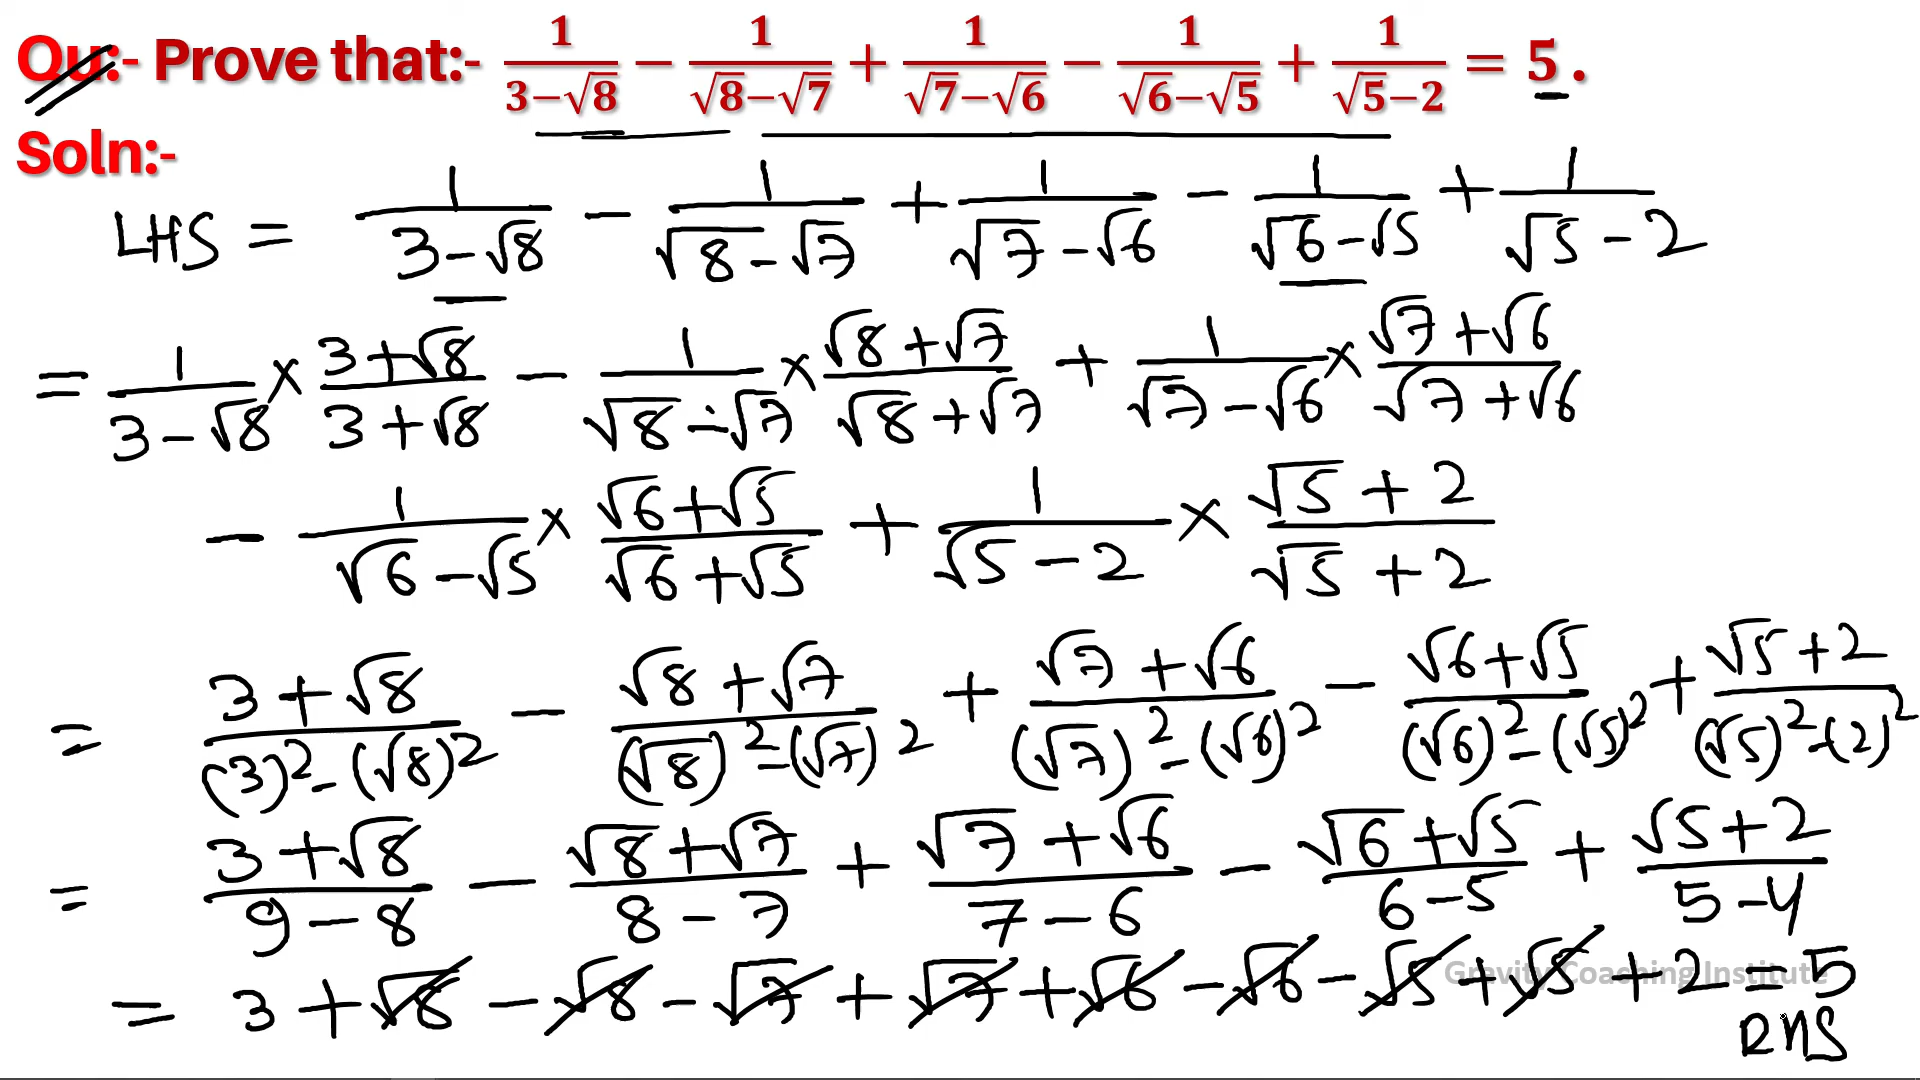 Qu:- Prove that:- 1/(3−√8) − 1/(√8−√7) + 1/(√7−√6) − 1/(√6−√5) + 1/(√5−2) = 5.
Soln:-
LHS = 1/(3−√8) − 1/(√8−√7) + 1/(√7−√6) − 1/(√6−√5) + 1/(√5−2)
= 1/(3−√8) × (3+√8)/(3+√8) − 1/(√8−√7) × (√8+√7)/(√8+√7) + 1/(√7−√6) × (√7+√6)/(√7+√6)
− 1/(√6−√5) × (√6+√5)/(√6+√5) + 1/(√5−2) × (√5+2)/(√5+2)
= (3+√8)/((3)²−(√8)²) − (√8+√7)/((√8)²−(√7)²) + (√7+√6)/((√7)²−(√6)²) − (√6+√5)/((√6)²−(√5)²) + (√5+2)/((√5)²−(2)²)
= (3+√8)/(9−8) − (√8+√7)/(8−7) + (√7+√6)/(7−6) − (√6+√5)/(6−5) + (√5+2)/(5−4)
= 3 + √8 − √8 − √7 + √7 + √6 − √6 − √5 + √5 + 2 = 5
Gravity Coaching Institute
RHS